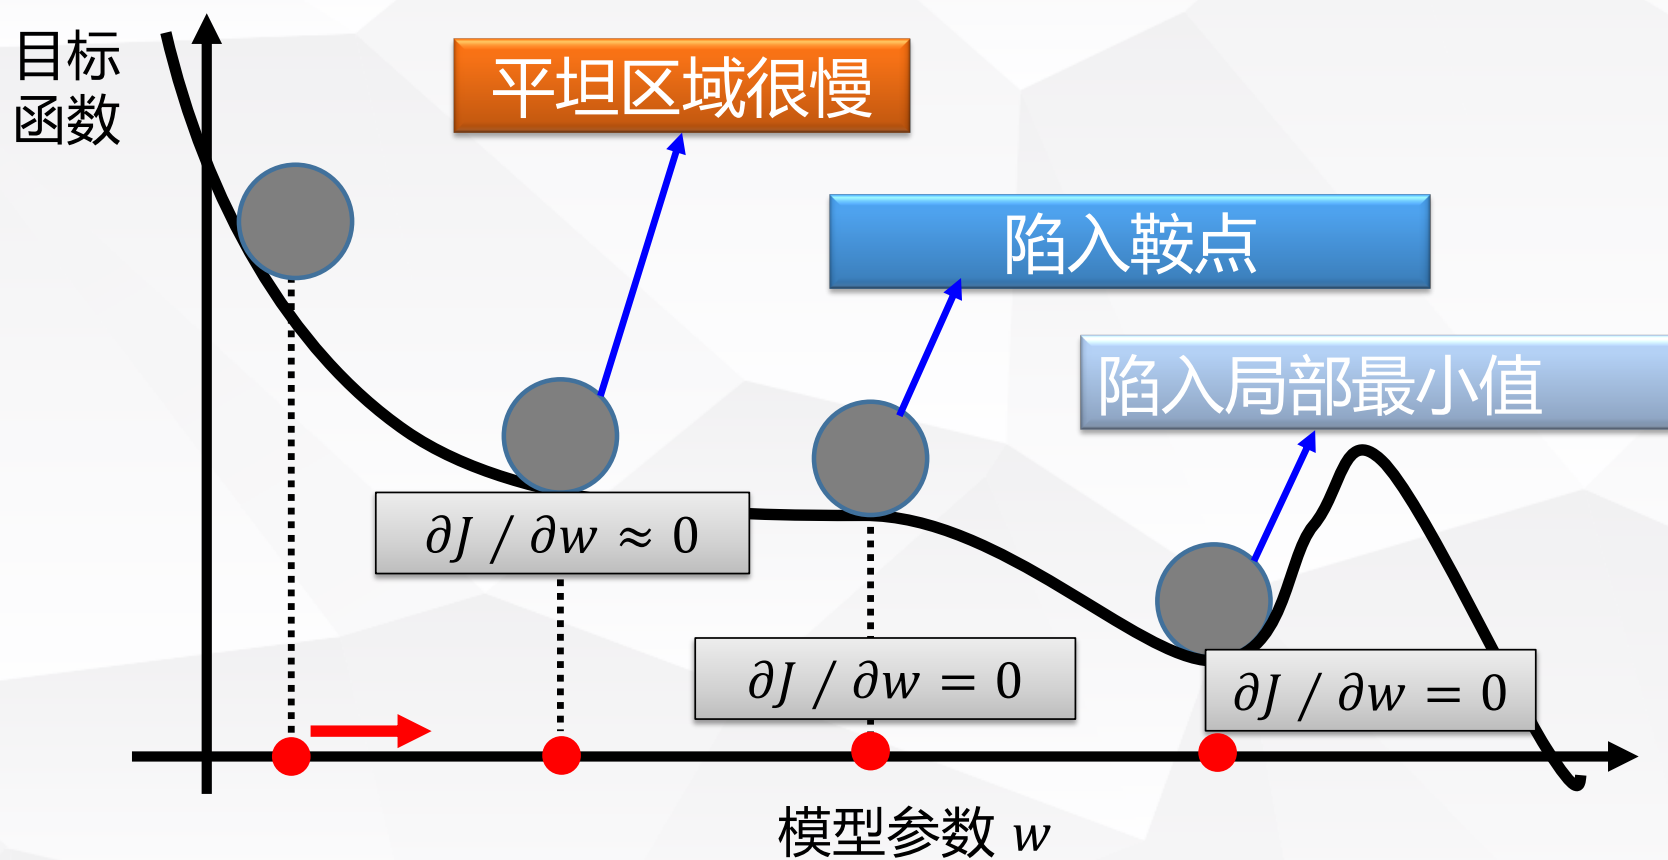 目标
函数
平坦区域很慢
陷入鞍点
陷入局部最小值
∂J / ∂w ≈ 0
∂J / ∂w = 0
∂J / ∂w = 0
模型参数 w